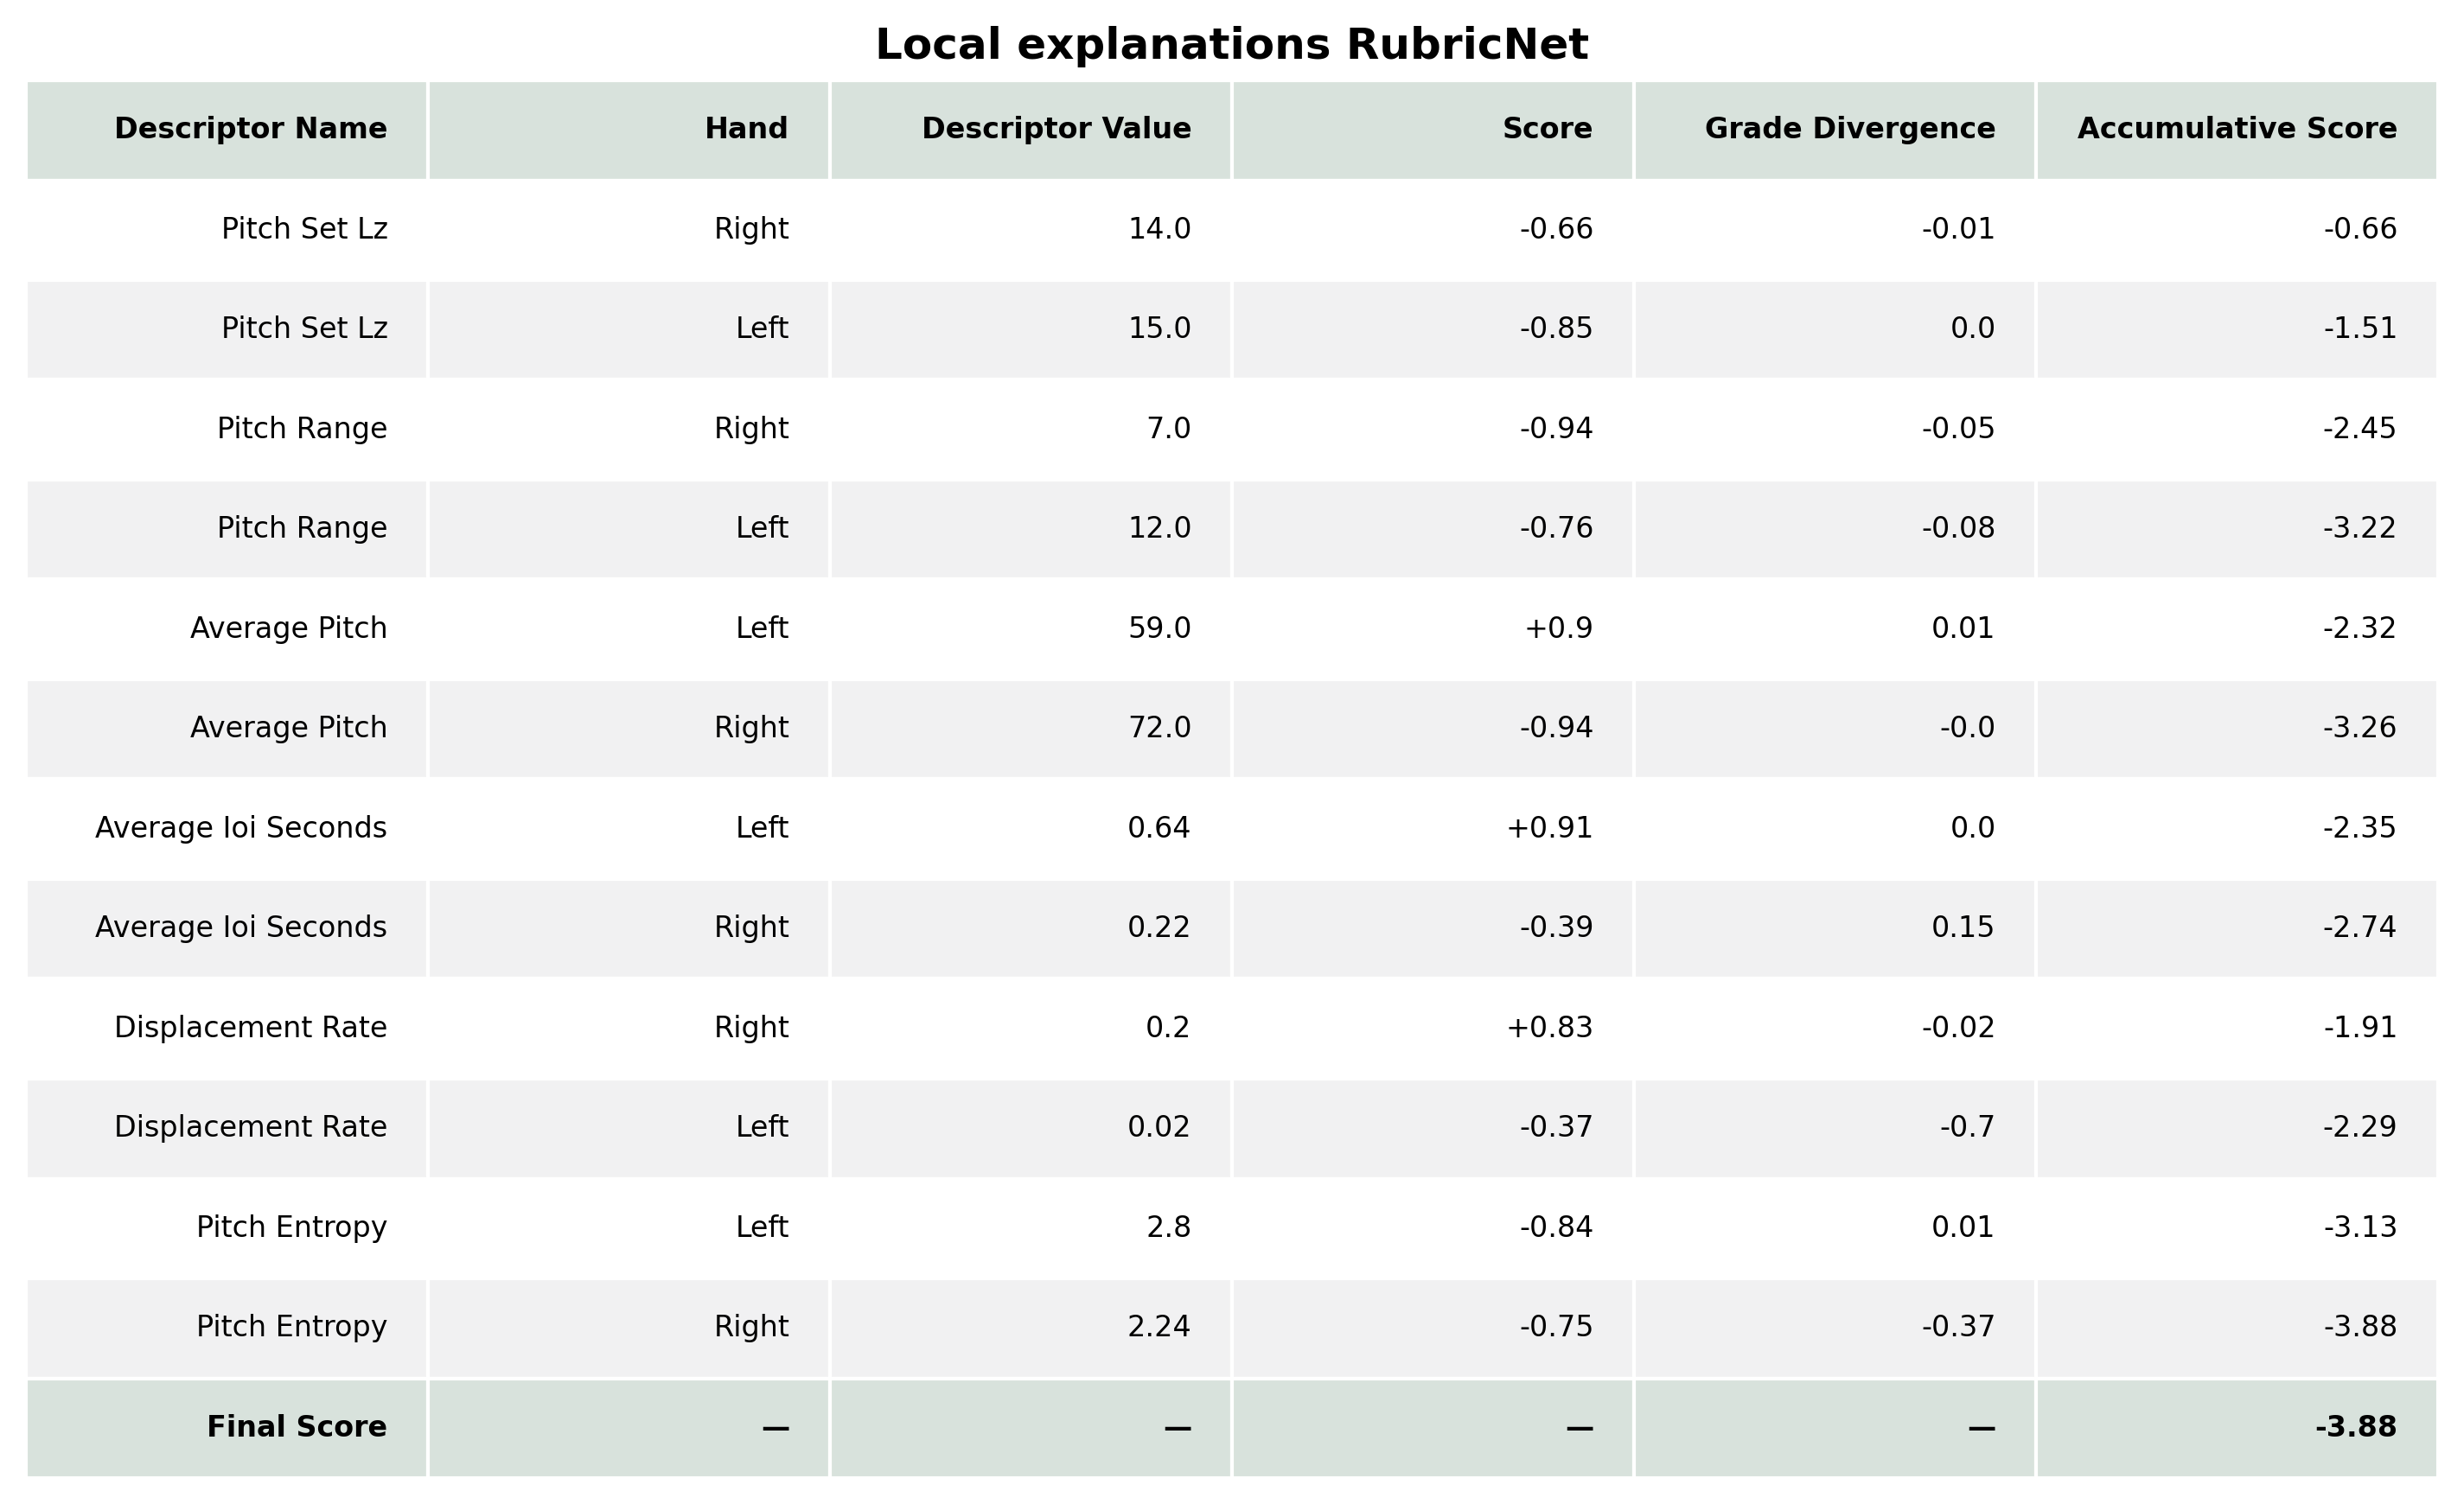 Local explanations RubricNet
Descriptor Name Hand Descriptor Value Score Grade Divergence Accumulative Score
Pitch Set Lz Right 14.0 -0.66 -0.01 -0.66
Pitch Set Lz Left 15.0 -0.85 0.0 -1.51
Pitch Range Right 7.0 -0.94 -0.05 -2.45
Pitch Range Left 12.0 -0.76 -0.08 -3.22
Average Pitch Left 59.0 +0.9 0.01 -2.32
Average Pitch Right 72.0 -0.94 -0.0 -3.26
Average Ioi Seconds Left 0.64 +0.91 0.0 -2.35
Average Ioi Seconds Right 0.22 -0.39 0.15 -2.74
Displacement Rate Right 0.2 +0.83 -0.02 -1.91
Displacement Rate Left 0.02 -0.37 -0.7 -2.29
Pitch Entropy Left 2.8 -0.84 0.01 -3.13
Pitch Entropy Right 2.24 -0.75 -0.37 -3.88
Final Score — — — — -3.88